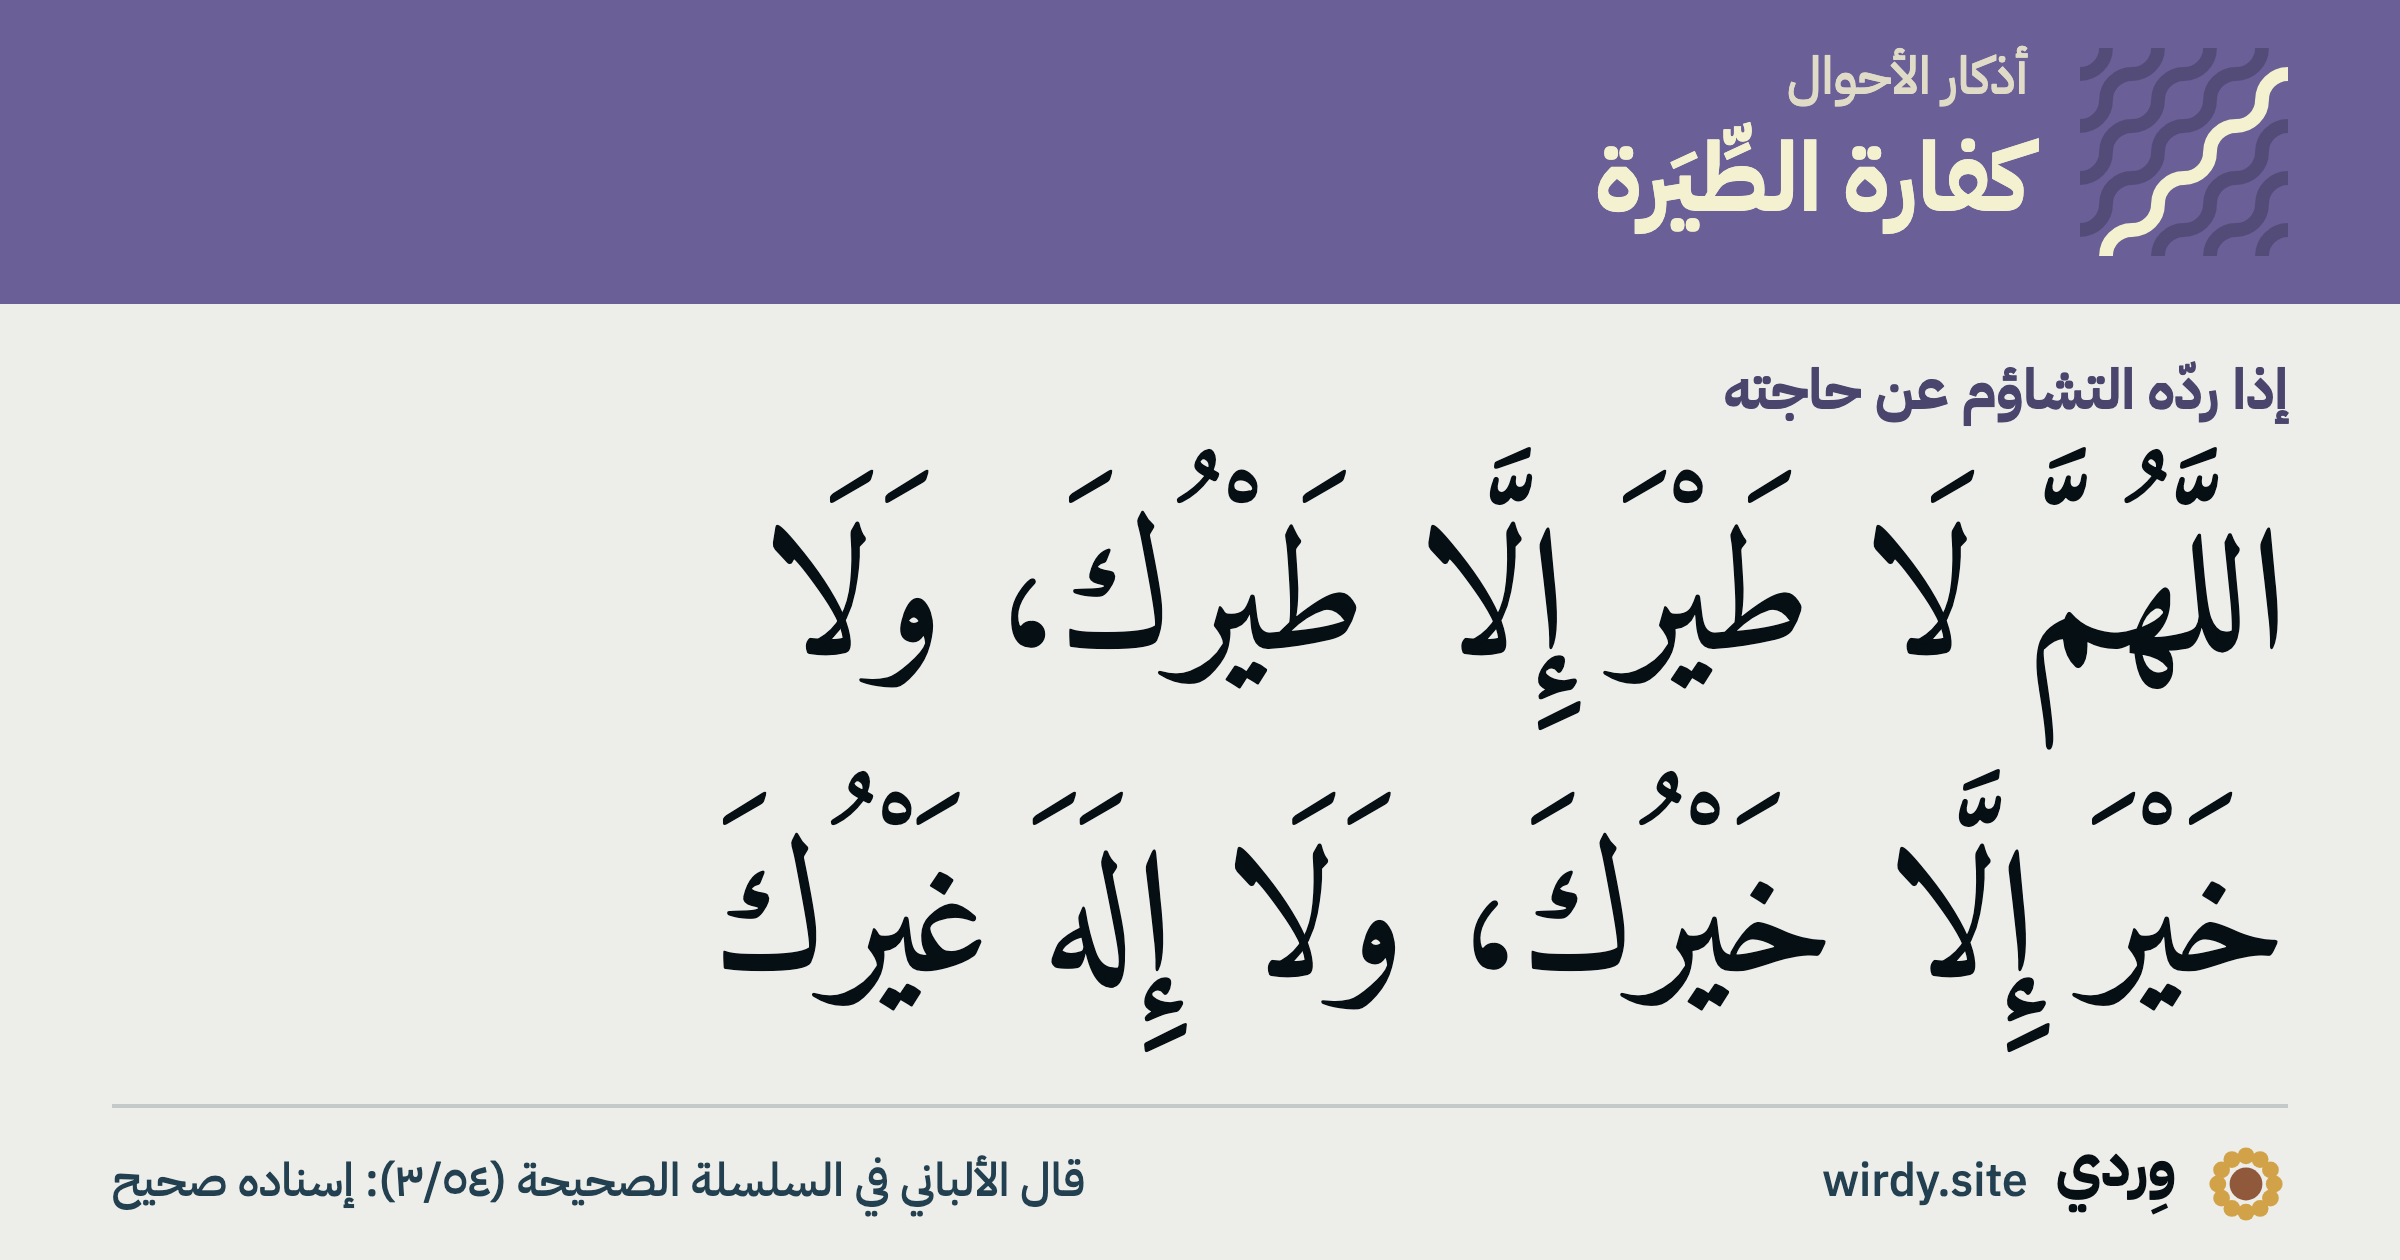 أذكار الأحوال
كفارة الطِّيَرة
إذا ردّه التشاؤم عن حاجته
اللَّهُمَّ لَا طَيْرَ إِلَّا طَيْرُكَ، وَلَا
خَيْرَ إِلَّا خَيْرُكَ، وَلَا إِلَهَ غَيْرُكَ
وِردي wirdy.site
قال الألباني في السلسلة الصحيحة (٣/٥٤): إسناده صحيح